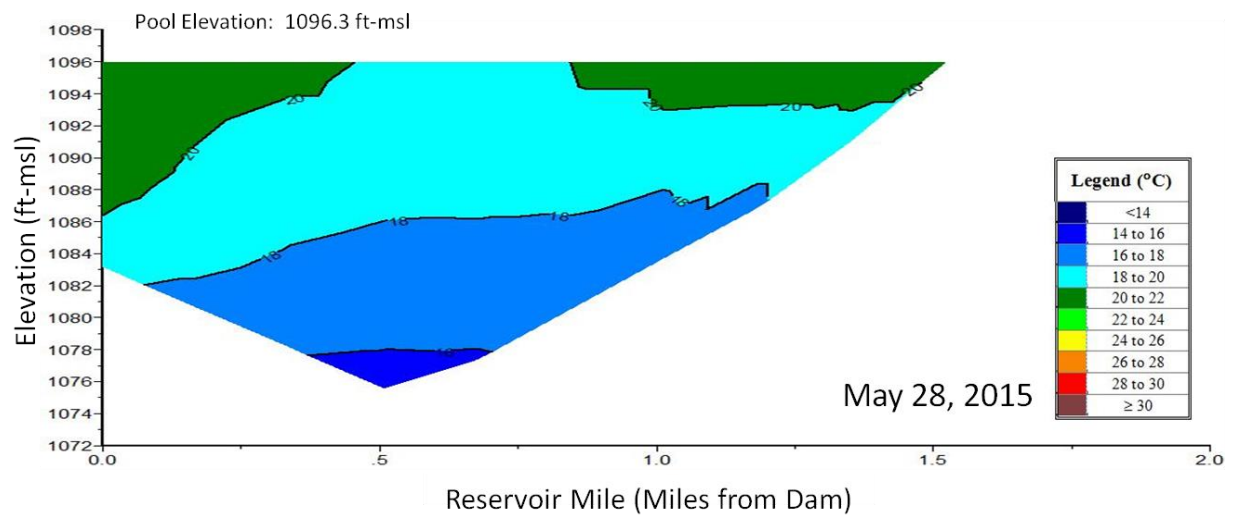 Pool Elevation: 1096.3 ft-msl
1098
1096
1094
1092
1090
1088
1086
1084
1082
1080
1078
1076
1074
1072
Elevation (ft-msl)
20
20
20
20
20
18
18
18
18
16
Legend (°C)
<14
14 to 16
16 to 18
18 to 20
20 to 22
22 to 24
24 to 26
26 to 28
28 to 30
≥ 30
May 28, 2015
0.0 .5 1.0 1.5 2.0
Reservoir Mile (Miles from Dam)